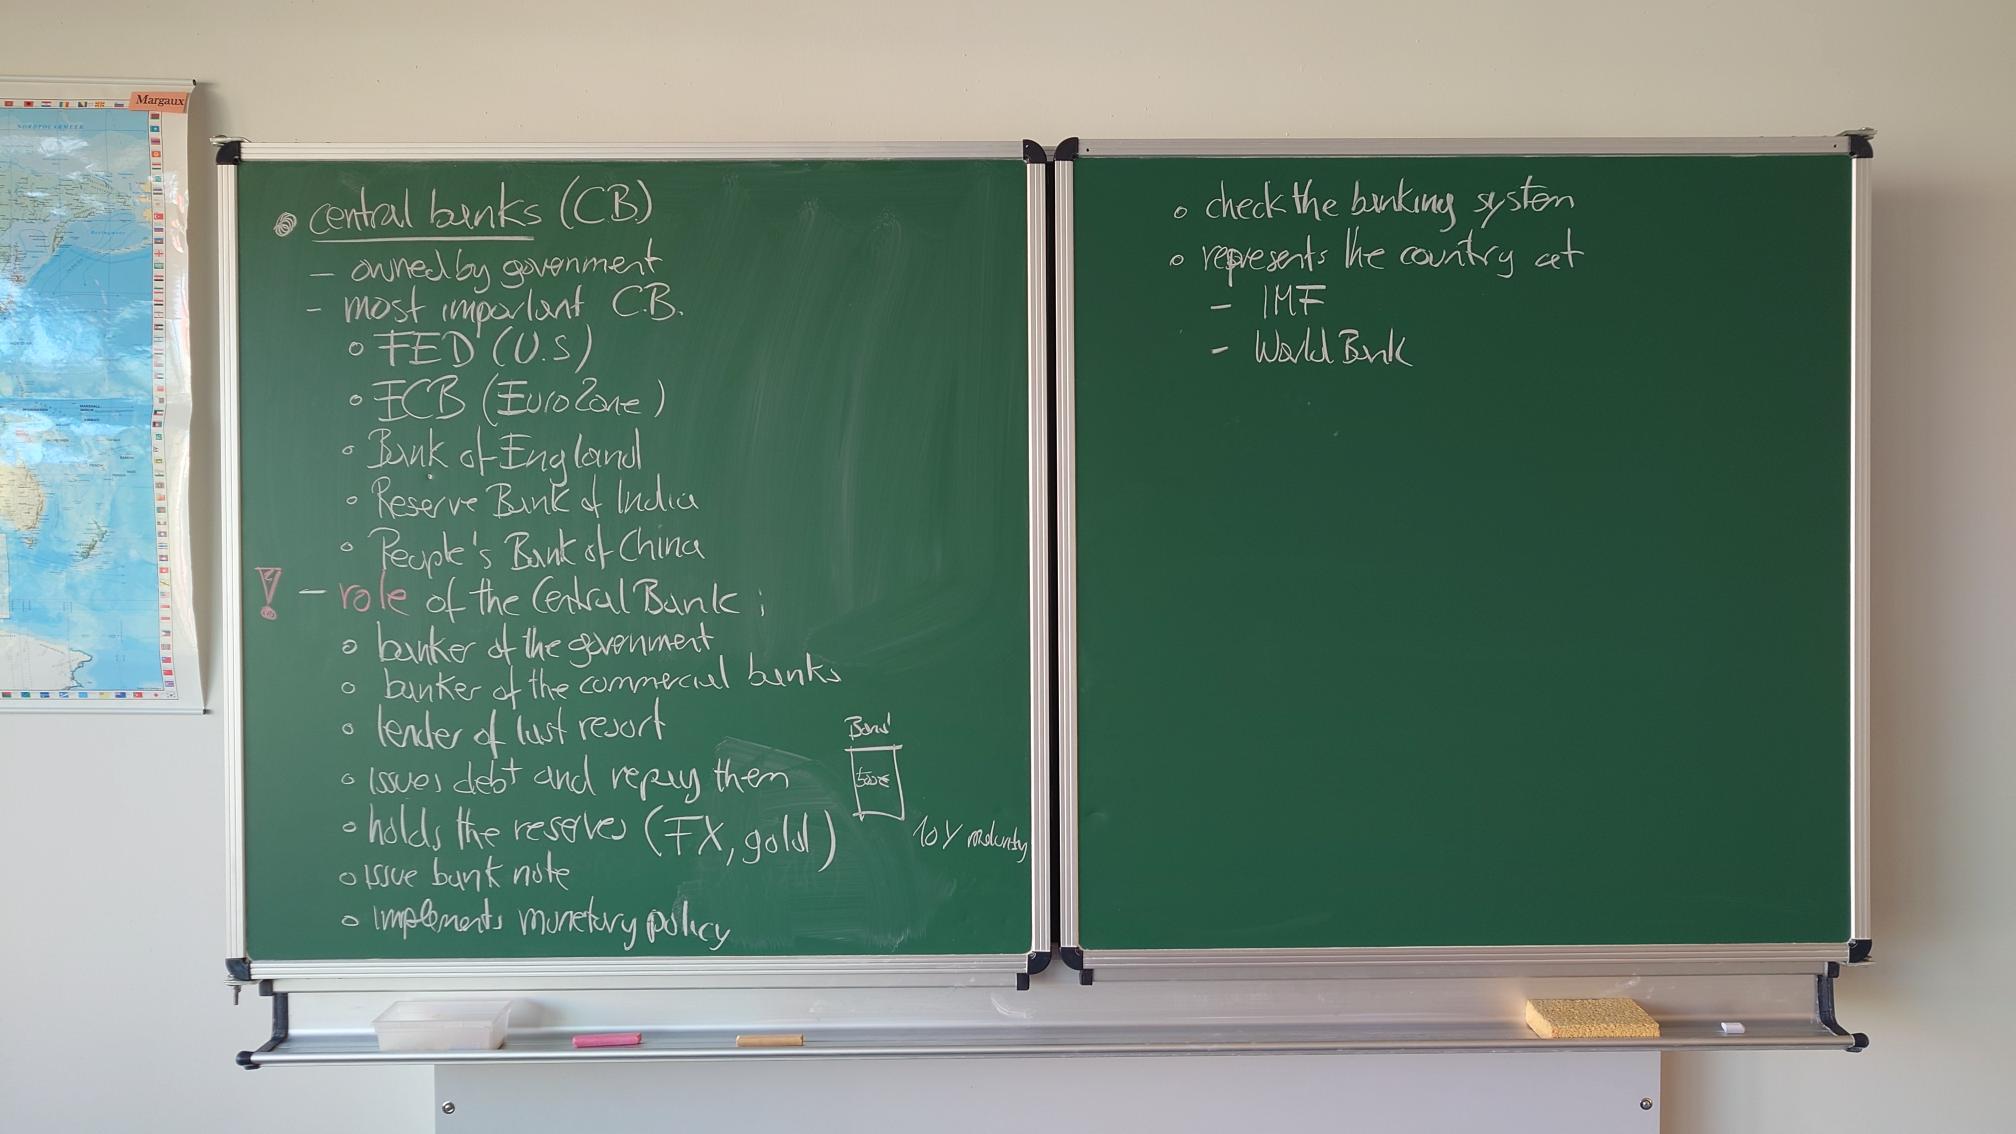 Margaux
NORDPOLARMEER
central banks (CB)
– owned by government
– most important C.B.
FED (U.S)
ECB (EuroZone)
Bank of England
Reserve Bank of India
People's Bank of China
! – role of the Central Bank :
banker of the government
banker of the commercial banks
lender of last resort
issues debt and repay them
Bond
holds the reserves (FX, gold)
10Y maturity
issue bank note
implements monetary policy
check the banking system
represents the country at
– IMF
– World Bank